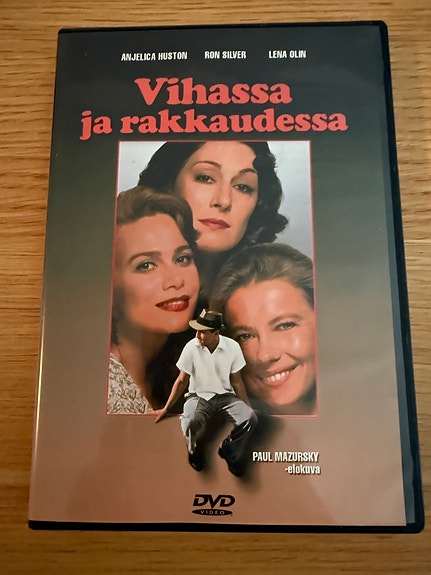 ANJELICA HUSTON RON SILVER LENA OLIN
Vihassa
ja rakkaudessa
PAUL MAZURSKY
-elokuva
DVD
VIDEO